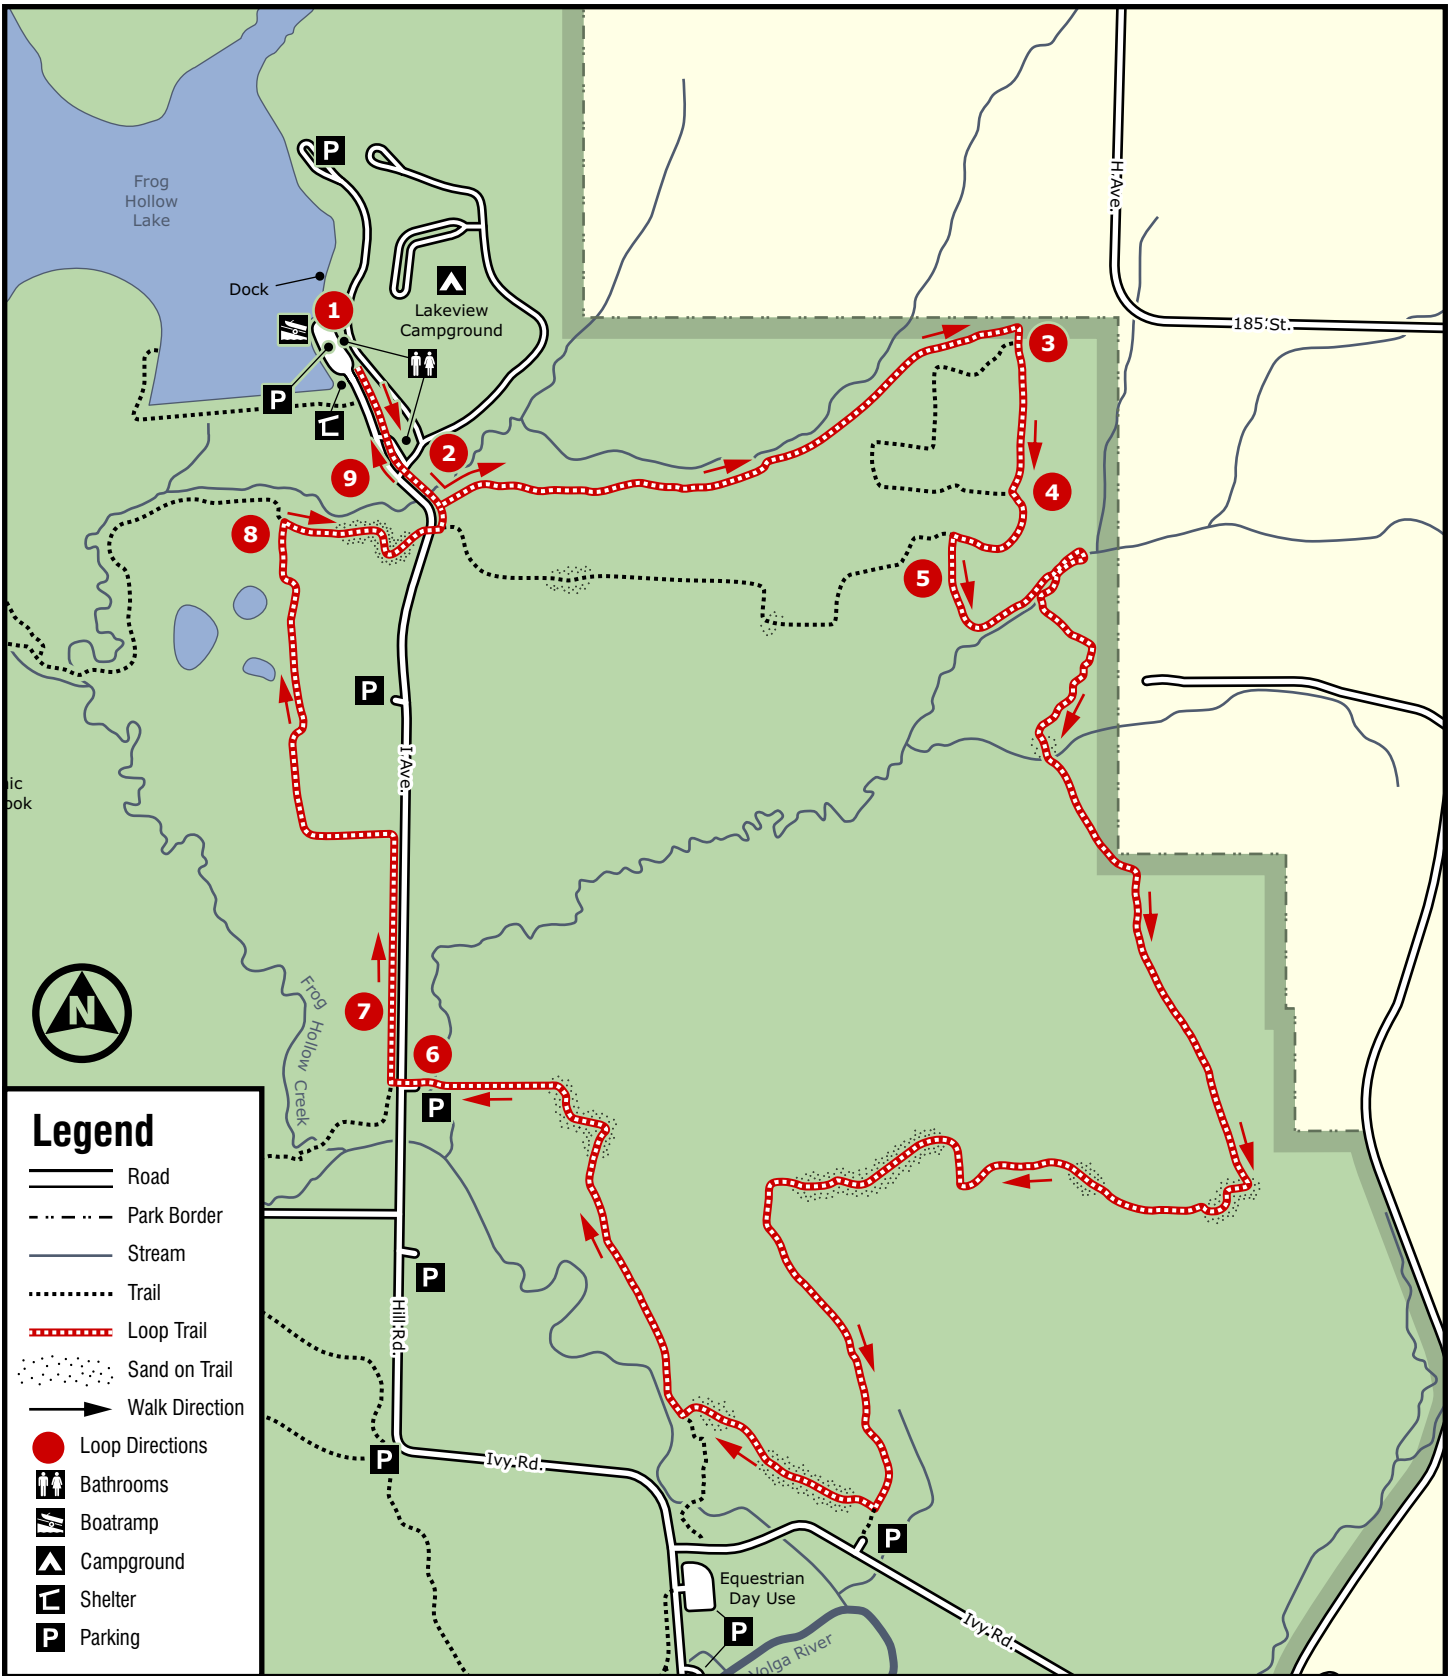 Frog
Hollow
Lake
P
H Ave.
Dock
1
Lakeview
Campground
185 St.
3
P
2
9
4
8
5
P
I Ave.
N
Frog Hollow Creek
7
6
P
P
Hill Rd.
P
Ivy Rd.
P
Equestrian
Day Use
P
Ivy Rd.
Volga River
Legend
Road
Park Border
Stream
Trail
Loop Trail
Sand on Trail
Walk Direction
Loop Directions
Bathrooms
Boatramp
Campground
Shelter
P Parking